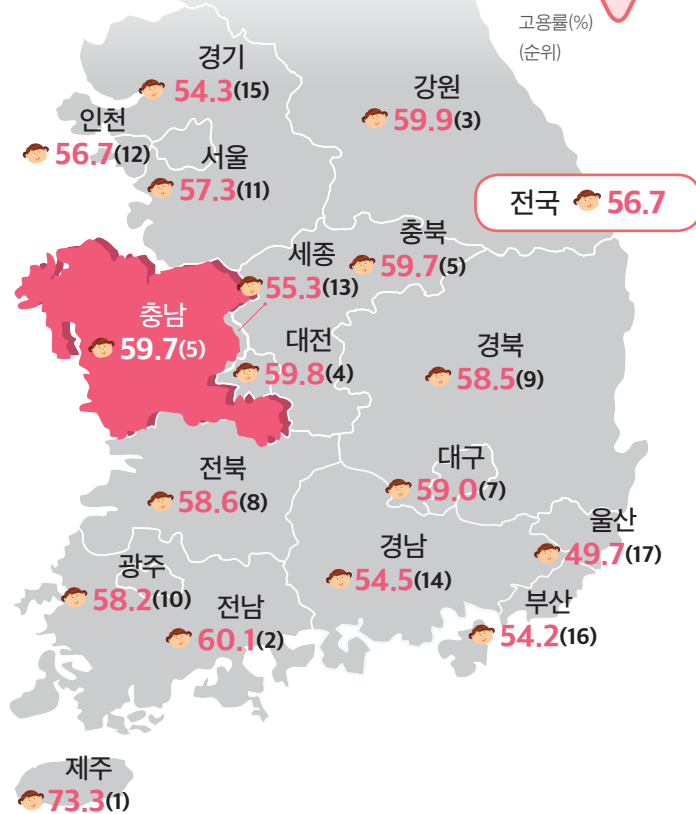 고용률(%)
(순위)
경기
54.3(15)
강원
59.9(3)
인천
56.7(12)
서울
57.3(11)
전국 56.7
충북
59.7(5)
세종
55.3(13)
충남
59.7(5)
대전
59.8(4)
경북
58.5(9)
대구
59.0(7)
전북
58.6(8)
울산
49.7(17)
경남
54.5(14)
광주
58.2(10)
전남
60.1(2)
부산
54.2(16)
제주
73.3(1)